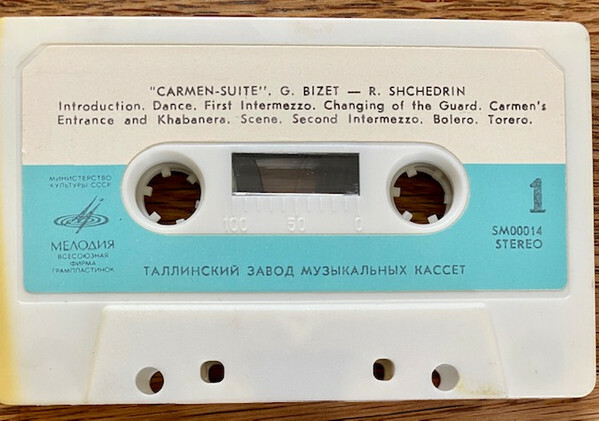 "CARMEN-SUITE". G. BIZET — R. SHCHEDRIN
Introduction. Dance. First Intermezzo. Changing of the Guard. Carmen's
Entrance and Khabanera. Scene. Second Intermezzo. Bolero. Torero.
МИНИСТЕРСТВО
КУЛЬТУРЫ СССР
МЕЛОДИЯ
ВСЕСОЮЗНАЯ
ФИРМА
ГРАМПЛАСТИНОК
100 50 0
1
SM00014
STEREO
ТАЛЛИНСКИЙ ЗАВОД МУЗЫКАЛЬНЫХ КАССЕТ